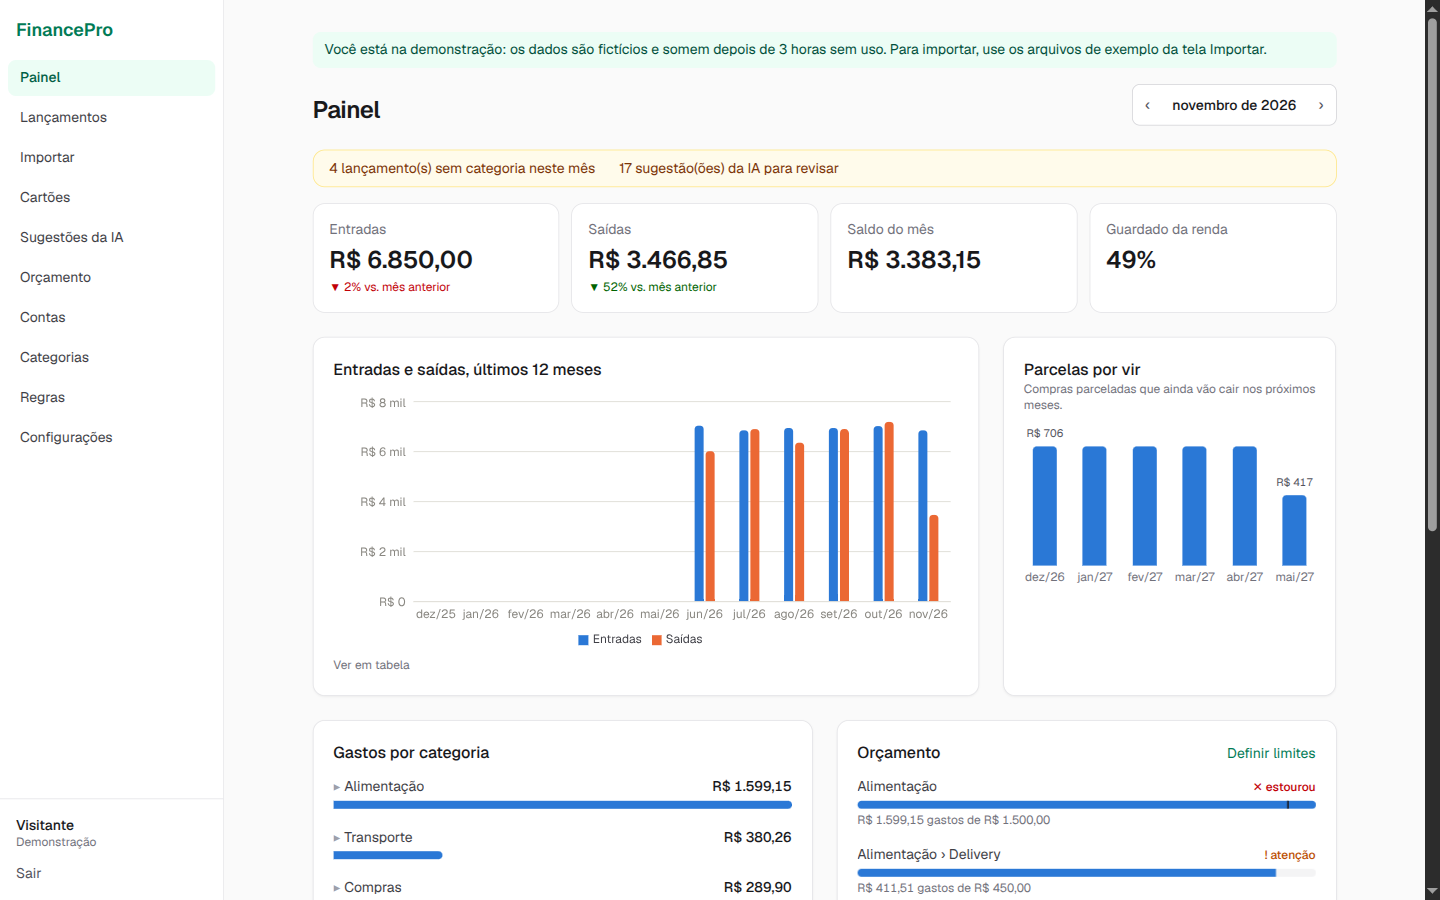 FinancePro
Painel
Lançamentos
Importar
Cartões
Sugestões da IA
Orçamento
Contas
Categorias
Regras
Configurações
Visitante
Demonstração
Sair
Você está na demonstração: os dados são fictícios e somem depois de 3 horas sem uso. Para importar, use os arquivos de exemplo da tela Importar.
Painel
‹ novembro de 2026 ›
4 lançamento(s) sem categoria neste mês 17 sugestão(ões) da IA para revisar
Entradas
R$ 6.850,00
▼ 2% vs. mês anterior
Saídas
R$ 3.466,85
▼ 52% vs. mês anterior
Saldo do mês
R$ 3.383,15
Guardado da renda
49%
Entradas e saídas, últimos 12 meses
R$ 8 mil
R$ 6 mil
R$ 4 mil
R$ 2 mil
R$ 0
dez/25 jan/26 fev/26 mar/26 abr/26 mai/26 jun/26 jul/26 ago/26 set/26 out/26 nov/26
Entradas Saídas
Ver em tabela
Parcelas por vir
Compras parceladas que ainda vão cair nos próximos
meses.
R$ 706
R$ 417
dez/26 jan/27 fev/27 mar/27 abr/27 mai/27
Gastos por categoria
▸ Alimentação R$ 1.599,15
▸ Transporte R$ 380,26
▸ Compras R$ 289,90
Orçamento Definir limites
Alimentação ✕ estourou
R$ 1.599,15 gastos de R$ 1.500,00
Alimentação › Delivery ! atenção
R$ 411,51 gastos de R$ 450,00